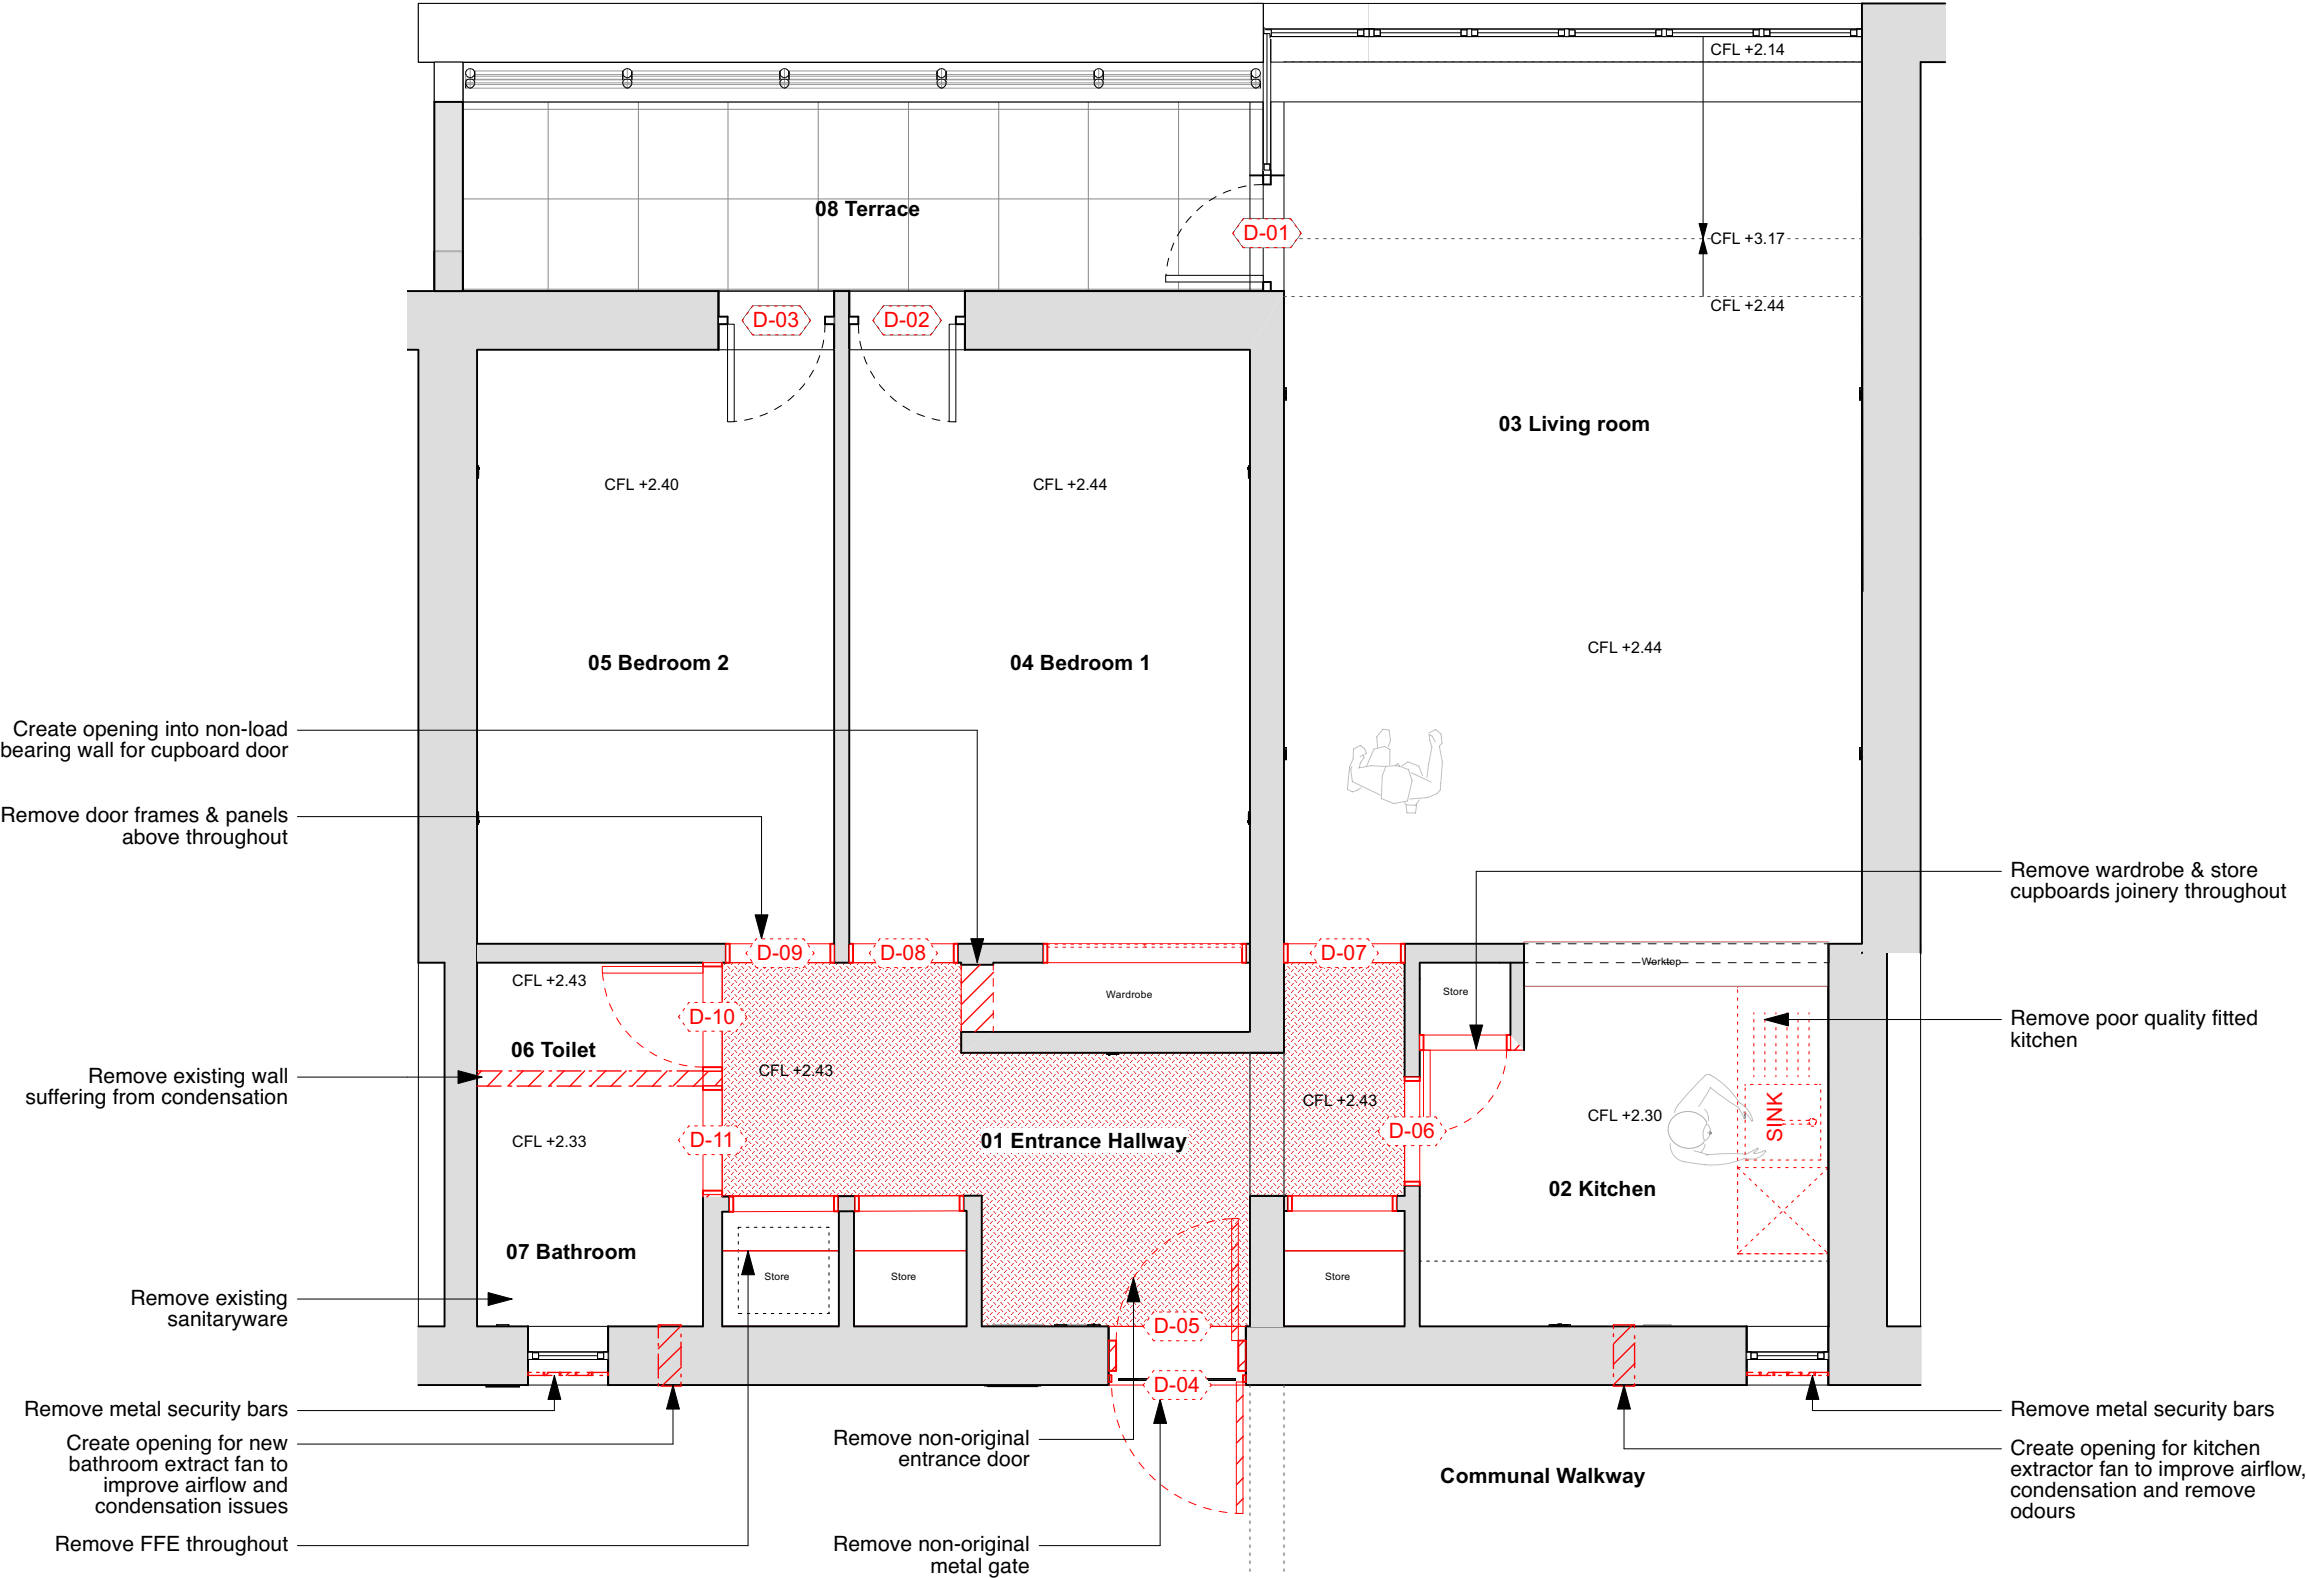 CFL +2.14
08 Terrace
D-01
CFL +3.17
CFL +2.44
D-03
D-02
03 Living room
CFL +2.40
CFL +2.44
CFL +2.44
05 Bedroom 2
04 Bedroom 1
Create opening into non-load
bearing wall for cupboard door
Remove door frames & panels
above throughout
Remove wardrobe & store
cupboards joinery throughout
D-09
D-08
D-07
Worktop
CFL +2.43
Wardrobe
Store
D-10
Remove poor quality fitted
kitchen
06 Toilet
CFL +2.43
Remove existing wall
suffering from condensation
CFL +2.43
CFL +2.30
SINK
D-11
CFL +2.33
01 Entrance Hallway
D-06
02 Kitchen
07 Bathroom
Store
Store
Store
Remove existing
sanitaryware
D-05
D-04
Remove metal security bars
Create opening for new
bathroom extract fan to
improve airflow and
condensation issues
Remove FFE throughout
Remove non-original
entrance door
Remove non-original
metal gate
Communal Walkway
Remove metal security bars
Create opening for kitchen
extractor fan to improve airflow,
condensation and remove
odours